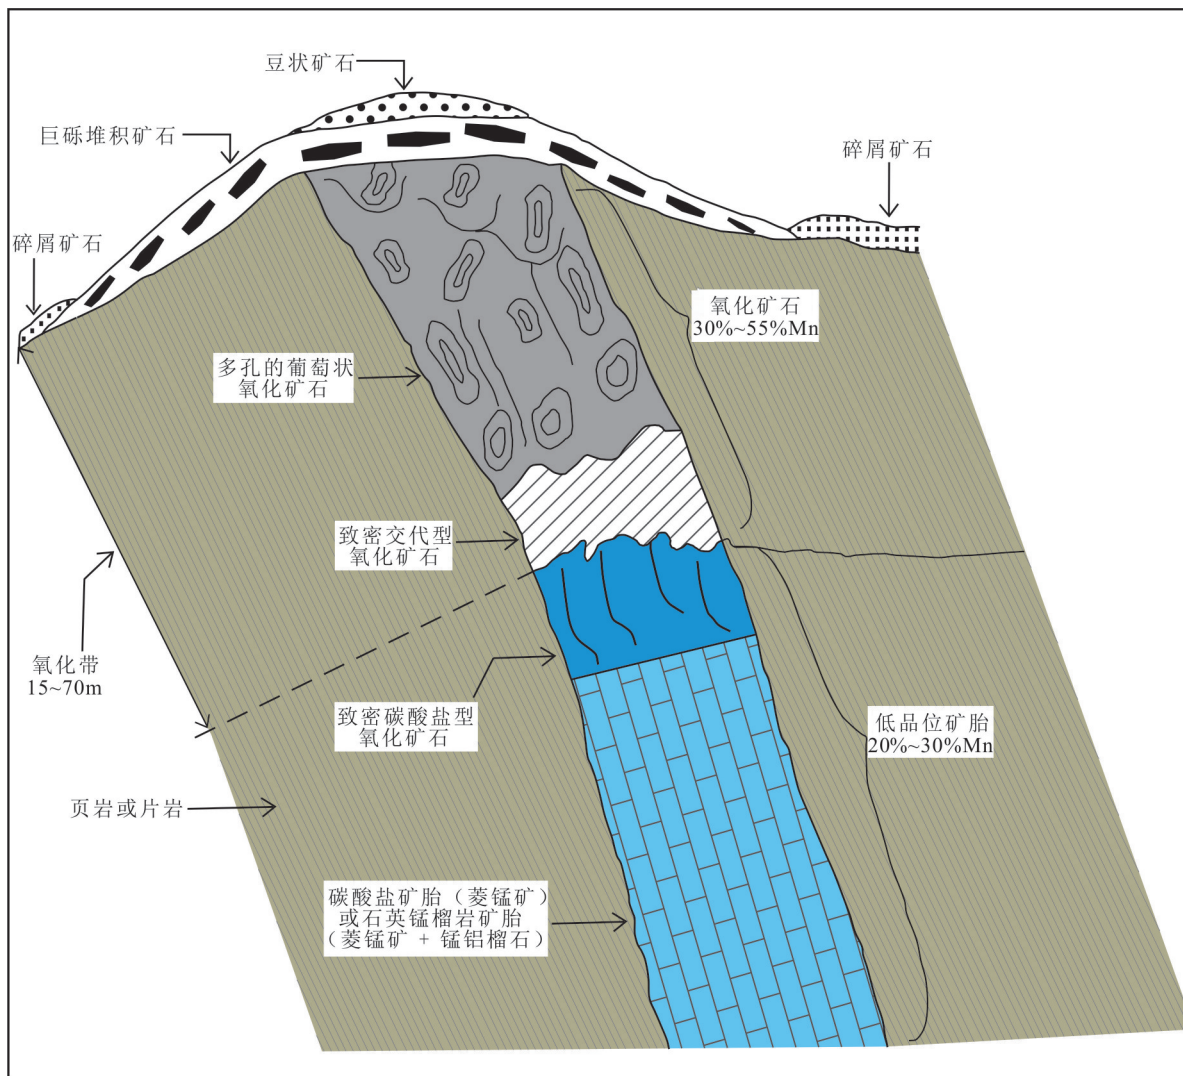 豆状矿石
巨砾堆积矿石
碎屑矿石
碎屑矿石
氧化矿石
30%~55%Mn
多孔的葡萄状
氧化矿石
致密交代型
氧化矿石
氧化带
15~70m
致密碳酸盐型
氧化矿石
低品位矿胎
20%~30%Mn
页岩或片岩
碳酸盐矿胎（菱锰矿）
或石英锰榴岩矿胎
（菱锰矿 + 锰铝榴石）